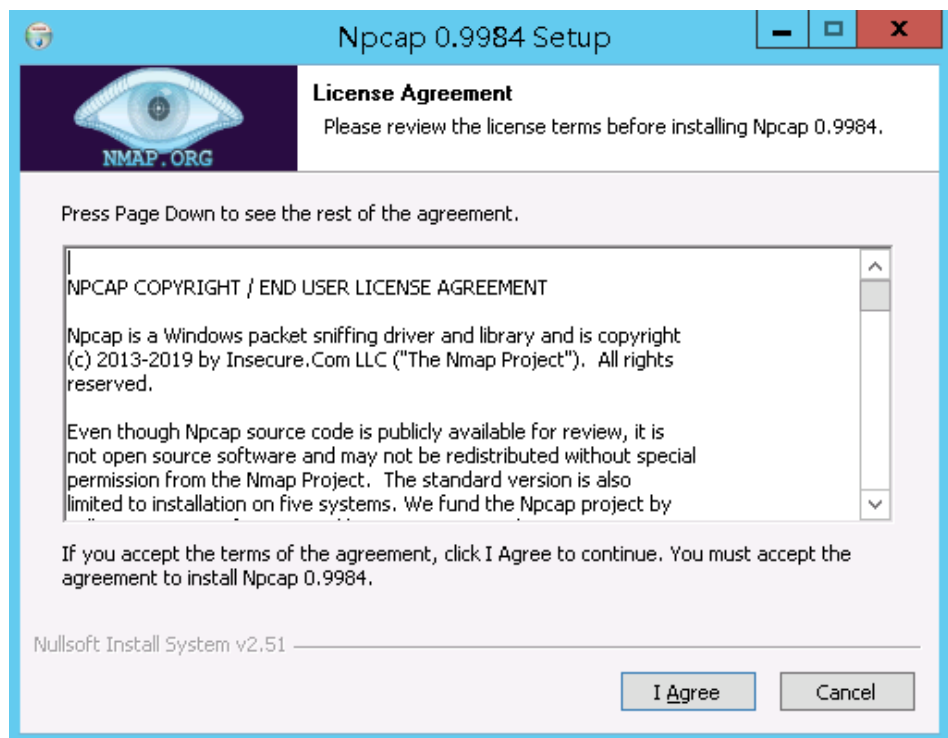 Npcap 0.9984 Setup
NMAP.ORG
License Agreement
Please review the license terms before installing Npcap 0.9984.
Press Page Down to see the rest of the agreement.
NPCAP COPYRIGHT / END USER LICENSE AGREEMENT
Npcap is a Windows packet sniffing driver and library and is copyright
(c) 2013-2019 by Insecure.Com LLC ("The Nmap Project").  All rights
reserved.
Even though Npcap source code is publicly available for review, it is
not open source software and may not be redistributed without special
permission from the Nmap Project.  The standard version is also
limited to installation on five systems. We fund the Npcap project by
If you accept the terms of the agreement, click I Agree to continue. You must accept the
agreement to install Npcap 0.9984.
Nullsoft Install System v2.51
I Agree
Cancel